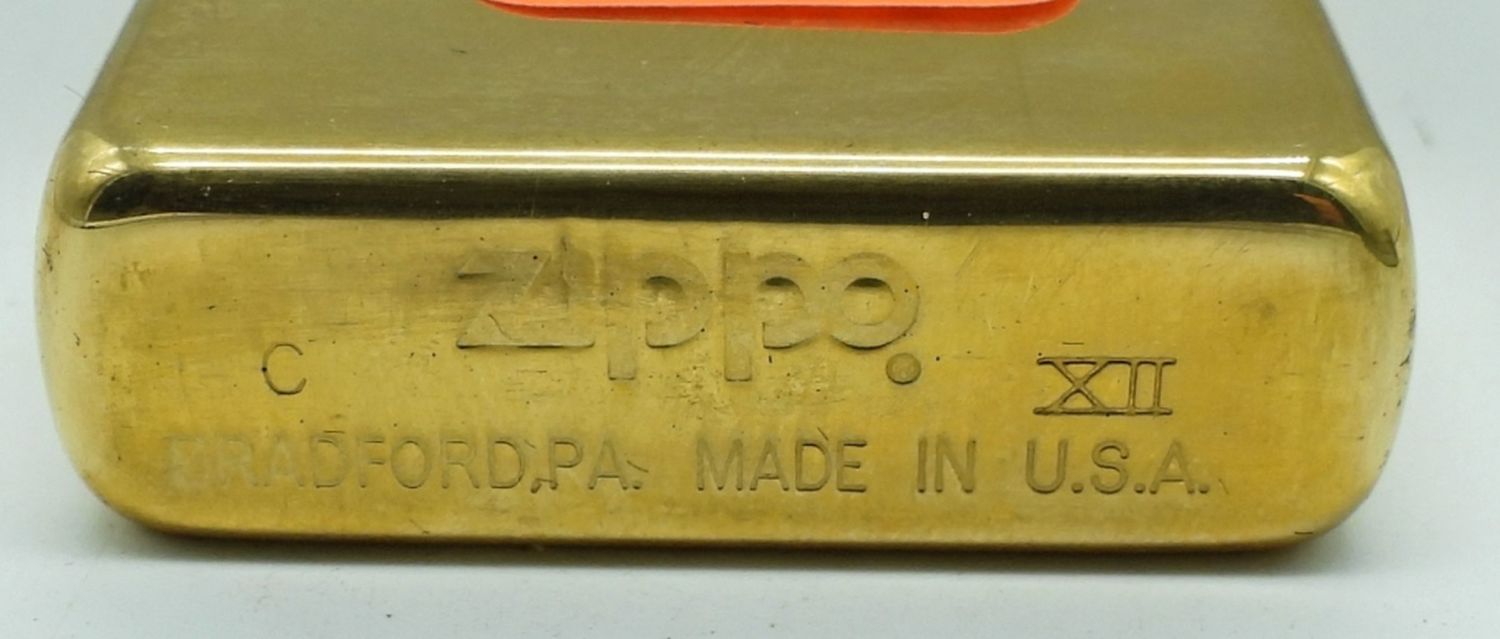 Zippo®
C XII
BRADFORD,PA. MADE IN U.S.A.